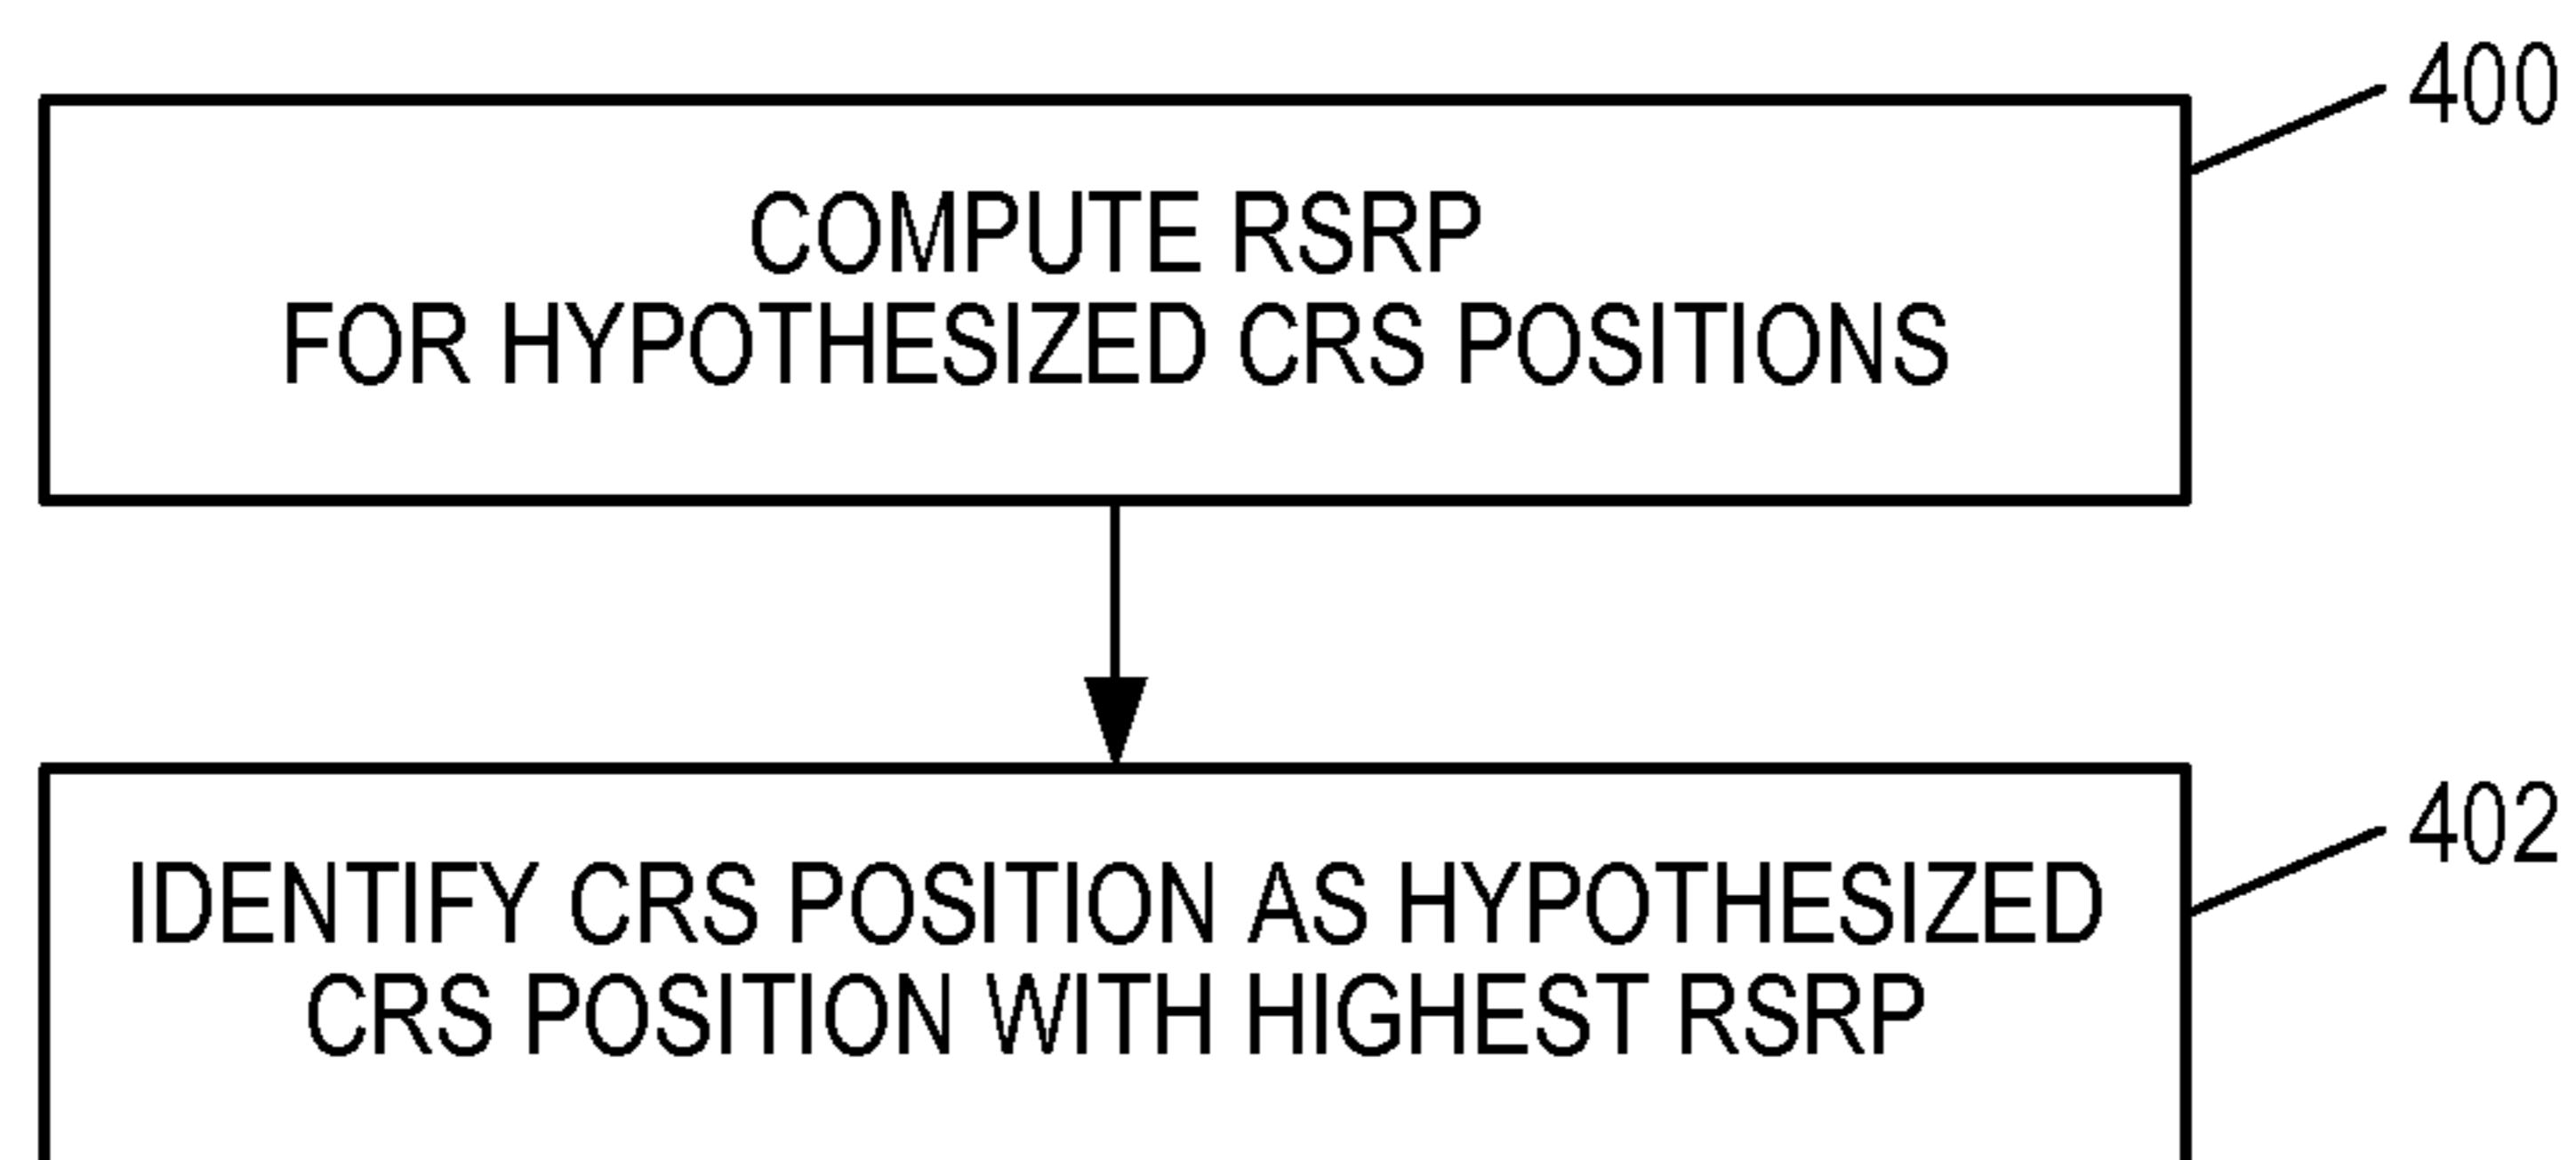 400
COMPUTE RSRP
FOR HYPOTHESIZED CRS POSITIONS
402
IDENTIFY CRS POSITION AS HYPOTHESIZED
CRS POSITION WITH HIGHEST RSRP